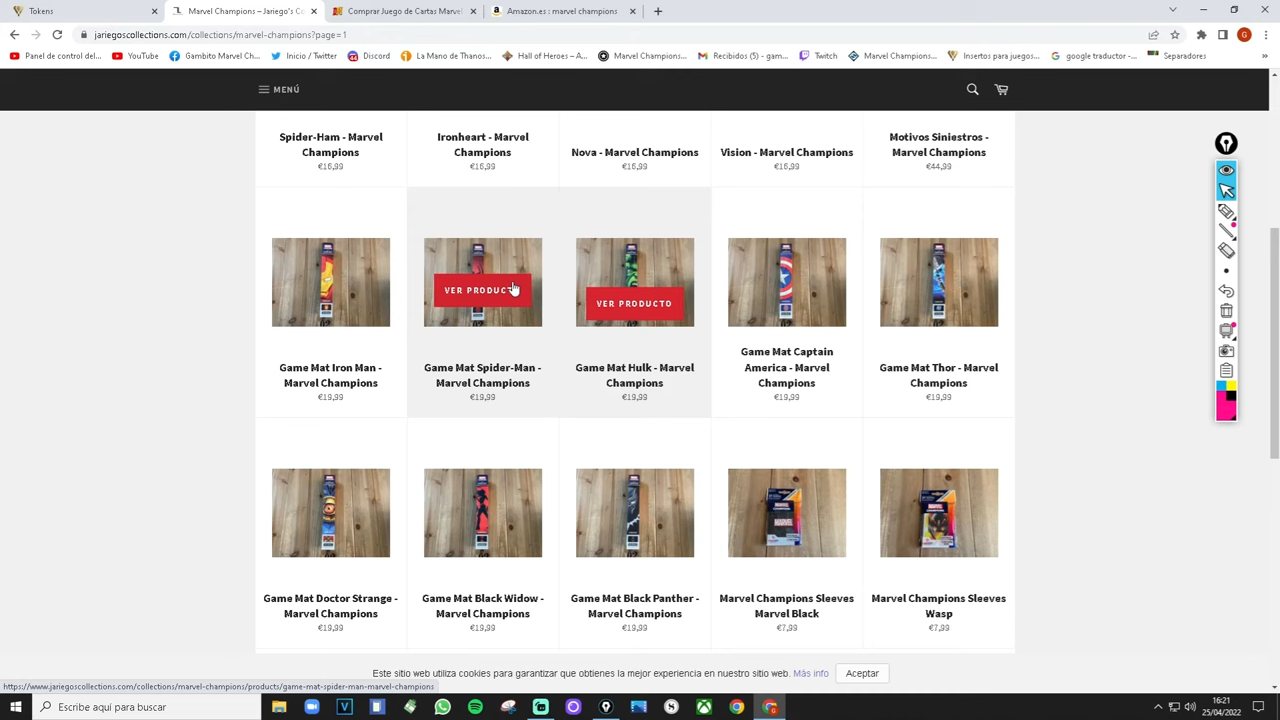 Tokens
Marvel Champions – Jariego's Co
Comprar Juego de Cartas Marvel
Amazon.es : marvel champions
jariegoscollections.com/collections/marvel-champions?page=1
Panel de control del...
YouTube
Gambito Marvel Ch...
Inicio / Twitter
Discord
La Mano de Thanos...
Hall of Heroes – A...
Marvel Champions...
Recibidos (5) - gam...
Twitch
Marvel Champions...
Insertos para juegos...
google traductor -...
Separadores
MENÚ
Spider-Ham - Marvel Champions
€16,99
Ironheart - Marvel Champions
€16,99
Nova - Marvel Champions
€16,99
Vision - Marvel Champions
€16,99
Motivos Siniestros - Marvel Champions
€44,99
VER PRODUCTO
VER PRODUCTO
Game Mat Iron Man - Marvel Champions
€19,99
Game Mat Spider-Man - Marvel Champions
€19,99
Game Mat Hulk - Marvel Champions
€19,99
Game Mat Captain America - Marvel Champions
€19,99
Game Mat Thor - Marvel Champions
€19,99
MARVEL
Game Mat Doctor Strange - Marvel Champions
€19,99
Game Mat Black Widow - Marvel Champions
€19,99
Game Mat Black Panther - Marvel Champions
€19,99
Marvel Champions Sleeves Marvel Black
€7,99
Marvel Champions Sleeves Wasp
€7,99
Este sitio web utiliza cookies para garantizar que obtienes la mejor experiencia en nuestro sitio web. Más info
Aceptar
https://www.jariegoscollections.com/collections/marvel-champions/products/game-mat-spider-man-marvel-champions
Escribe aquí para buscar
16:21
25/04/2022